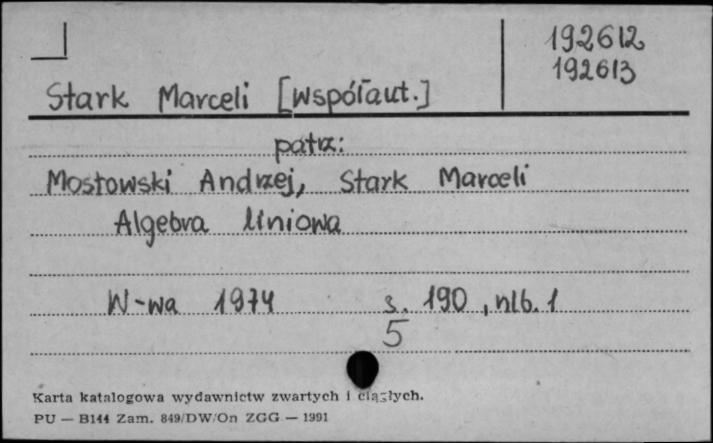 192612
192613
Stark Marceli [współaut.]
patrz:
Mostowski Andrzej, Stark Marceli
Algebra liniowa
W-wa 1974 s. 190, nlb. 1
5
Karta katalogowa wydawnictw zwartych i ciągłych.
PU — B144 Zam. 849/DW/On ZGG — 1991